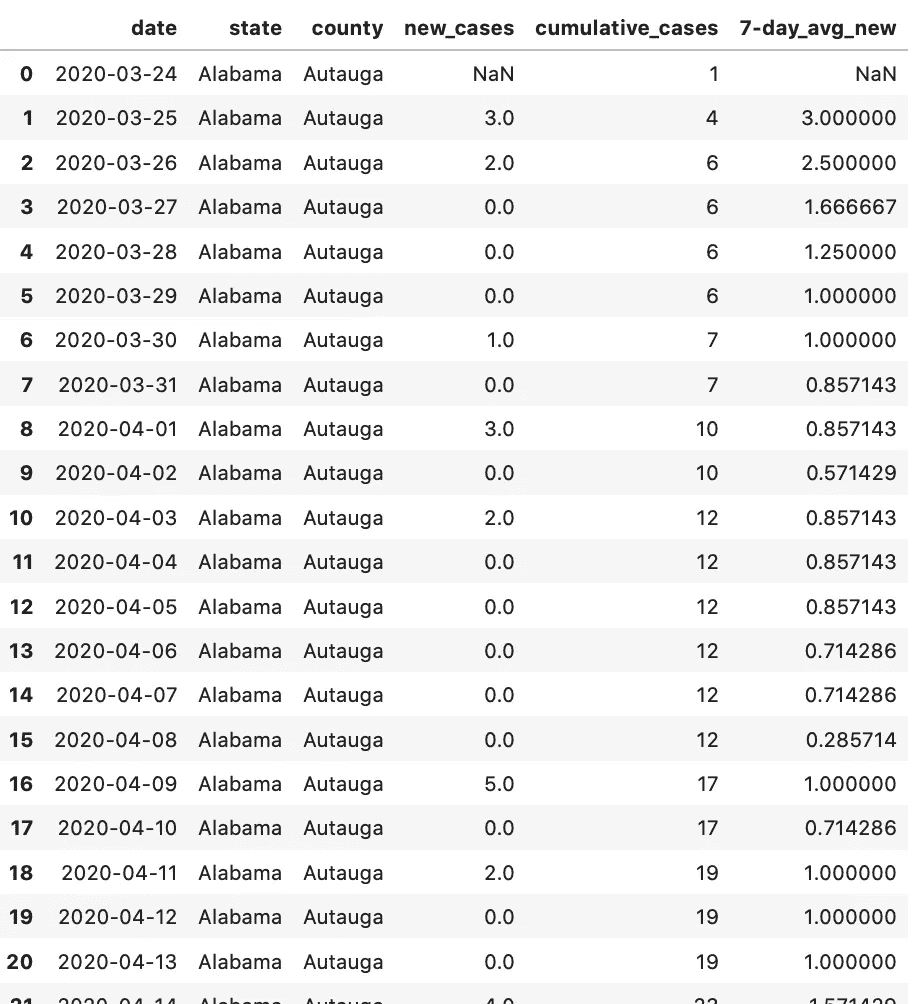 date state county new_cases cumulative_cases 7-day_avg_new
0 2020-03-24 Alabama Autauga NaN 1 NaN
1 2020-03-25 Alabama Autauga 3.0 4 3.000000
2 2020-03-26 Alabama Autauga 2.0 6 2.500000
3 2020-03-27 Alabama Autauga 0.0 6 1.666667
4 2020-03-28 Alabama Autauga 0.0 6 1.250000
5 2020-03-29 Alabama Autauga 0.0 6 1.000000
6 2020-03-30 Alabama Autauga 1.0 7 1.000000
7 2020-03-31 Alabama Autauga 0.0 7 0.857143
8 2020-04-01 Alabama Autauga 3.0 10 0.857143
9 2020-04-02 Alabama Autauga 0.0 10 0.571429
10 2020-04-03 Alabama Autauga 2.0 12 0.857143
11 2020-04-04 Alabama Autauga 0.0 12 0.857143
12 2020-04-05 Alabama Autauga 0.0 12 0.857143
13 2020-04-06 Alabama Autauga 0.0 12 0.714286
14 2020-04-07 Alabama Autauga 0.0 12 0.714286
15 2020-04-08 Alabama Autauga 0.0 12 0.285714
16 2020-04-09 Alabama Autauga 5.0 17 1.000000
17 2020-04-10 Alabama Autauga 0.0 17 0.714286
18 2020-04-11 Alabama Autauga 2.0 19 1.000000
19 2020-04-12 Alabama Autauga 0.0 19 1.000000
20 2020-04-13 Alabama Autauga 0.0 19 1.000000